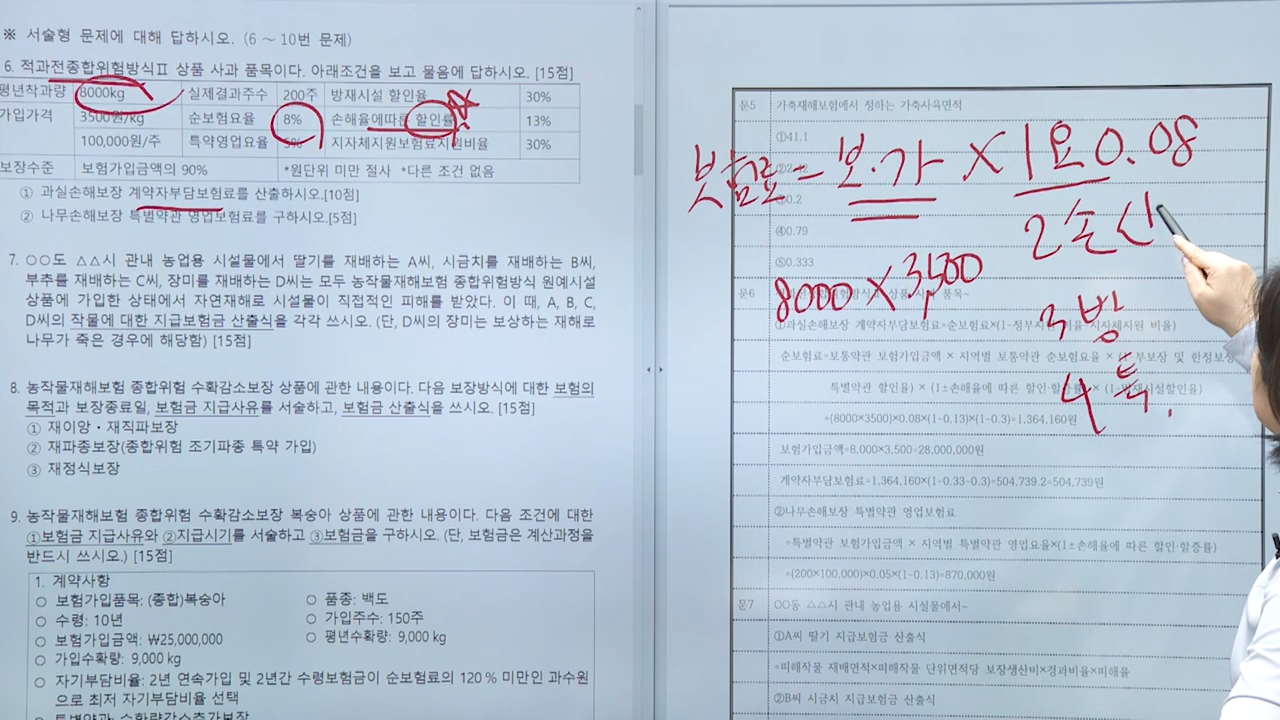 ※ 서술형 문제에 대해 답하시오. (6 ~ 10번 문제)
6. 적과전종합위험방식Ⅱ 상품 사과 품목이다. 아래조건을 보고 물음에 답하시오. [15점]
평년착과량 8000kg 실제결과주수 200주 방재시설 할인율 30%
가입가격 3500원/kg 순보험요율 8% 손해율에따른 할인율 13%
100,000원/주 특약영업요율 5% 지자체지원보험료지원비율 30%
보장수준 보험가입금액의 90% *원단위 미만 절사 *다른 조건 없음
① 과실손해보장 계약자부담보험료를 산출하시오.[10점]
② 나무손해보장 특별약관 영업보험료를 구하시오.[5점]
7. ○○도 △△시 관내 농업용 시설물에서 딸기를 재배하는 A씨, 시금치를 재배하는 B씨,
부추를 재배하는 C씨, 장미를 재배하는 D씨는 모두 농작물재해보험 종합위험방식 원예시설
상품에 가입한 상태에서 자연재해로 시설물이 직접적인 피해를 받았다. 이 때, A, B, C,
D씨의 작물에 대한 지급보험금 산출식을 각각 쓰시오. (단, D씨의 장미는 보상하는 재해로
나무가 죽은 경우에 해당함) [15점]
8. 농작물재해보험 종합위험 수확감소보장 상품에 관한 내용이다. 다음 보장방식에 대한 보험의
목적과 보장종료일, 보험금 지급사유를 서술하고, 보험금 산출식을 쓰시오. [15점]
① 재이앙・재직파보장
② 재파종보장(종합위험 조기파종 특약 가입)
③ 재정식보장
9. 농작물재해보험 종합위험 수확감소보장 복숭아 상품에 관한 내용이다. 다음 조건에 대한
①보험금 지급사유와 ②지급시기를 서술하고 ③보험금을 구하시오. (단, 보험금은 계산과정을
반드시 쓰시오.) [15점]
1. 계약사항
○ 보험가입품목: (종합)복숭아 ○ 품종: 백도
○ 수령: 10년 ○ 가입주수: 150주
○ 보험가입금액: ₩25,000,000 ○ 평년수확량: 9,000 kg
○ 가입수확량: 9,000 kg
○ 자기부담비율: 2년 연속가입 및 2년간 수령보험금이 순보험료의 120 % 미만인 과수원
으로 최저 자기부담비율 선택
문5 가축재해보험에서 정하는 가축사육면적
①41.1
③0.2
④0.79
⑤0.333
보험료 = 보·가 × 1 요 0.08
2 손
8000 × 3,500
3 방
4 특.
문6
①과실손해보장 계약자부담보험료=순보험료×(1-정부지원 비율-지자체지원 비율)
순보험료=보통약관 보험가입금액 × 지역별 보통약관 순보험요율 × (1-부보장 및 한정보장
특별약관 할인율) × (1±손해율에 따른 할인·할증률) × (1-방재시설할인율)
=(8000×3500)×0.08×(1-0.13)×(1-0.3)=1,364,160원
보험가입금액=8,000×3,500=28,000,000원
계약자부담보험료=1,364,160×(1-0.33-0.3)=504,739.2=504,739원
②나무손해보장 특별약관 영업보험료
=특별약관 보험가입금액 × 지역별 특별약관 영업요율×(1±손해율에 따른 할인·할증률)
=(200×100,000)×0.05×(1-0.13)=870,000원
문7 OO동 △△시 관내 농업용 시설물에서~
①A씨 딸기 지급보험금 산출식
=피해작물 재배면적×피해작물 단위면적당 보장생산비×경과비율×피해율
②B씨 시금치 지급보험금 산출식